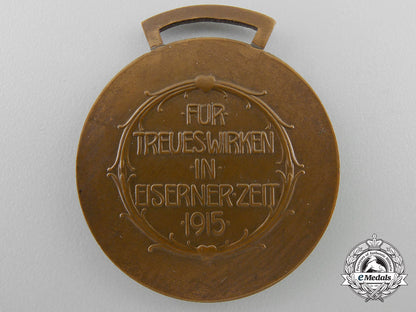 ·FÜR·
TREUES WIRKEN
·IN·
EISERNER·ZEIT
·1915·
eMedals